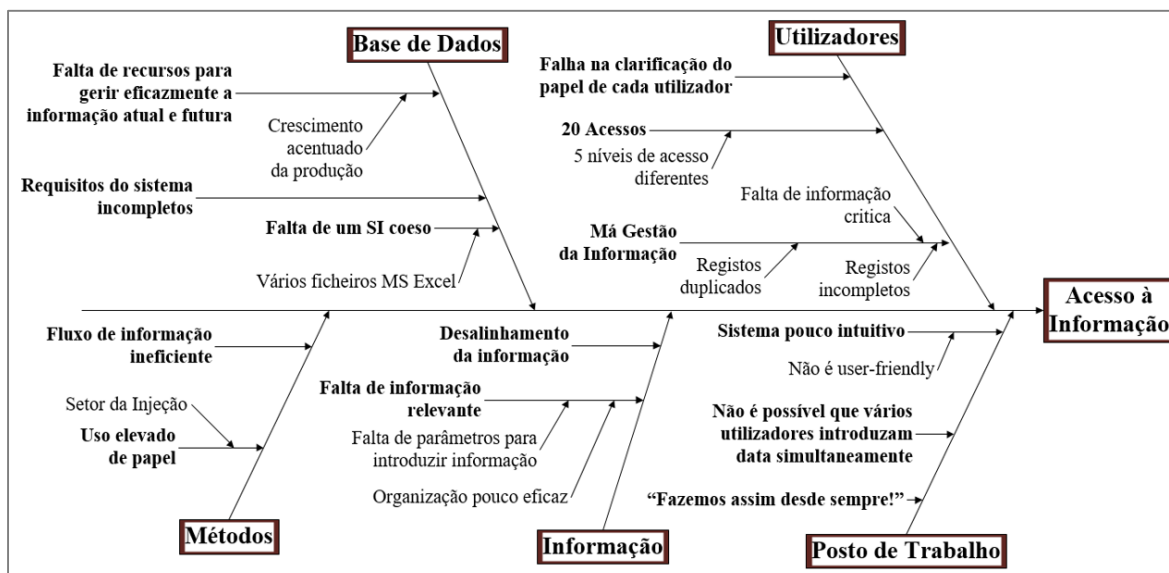 Base de Dados
Falta de recursos para
gerir eficazmente a
informação atual e futura
Crescimento
acentuado
da produção
Requisitos do sistema
incompletos
Falta de um SI coeso
Vários ficheiros MS Excel
Utilizadores
Falha na clarificação do
papel de cada utilizador
20 Acessos
5 níveis de acesso
diferentes
Falta de informação
critica
Má Gestão
da Informação
Registos
duplicados
Registos
incompletos
Acesso à
Informação
Fluxo de informação
ineficiente
Setor da Injeção
Uso elevado
de papel
Métodos
Desalinhamento
da informação
Falta de informação
relevante
Falta de parâmetros para
introduzir informação
Organização pouco eficaz
Informação
Sistema pouco intuitivo
Não é user-friendly
Não é possível que vários
utilizadores introduzam
data simultaneamente
“Fazemos assim desde sempre!”
Posto de Trabalho